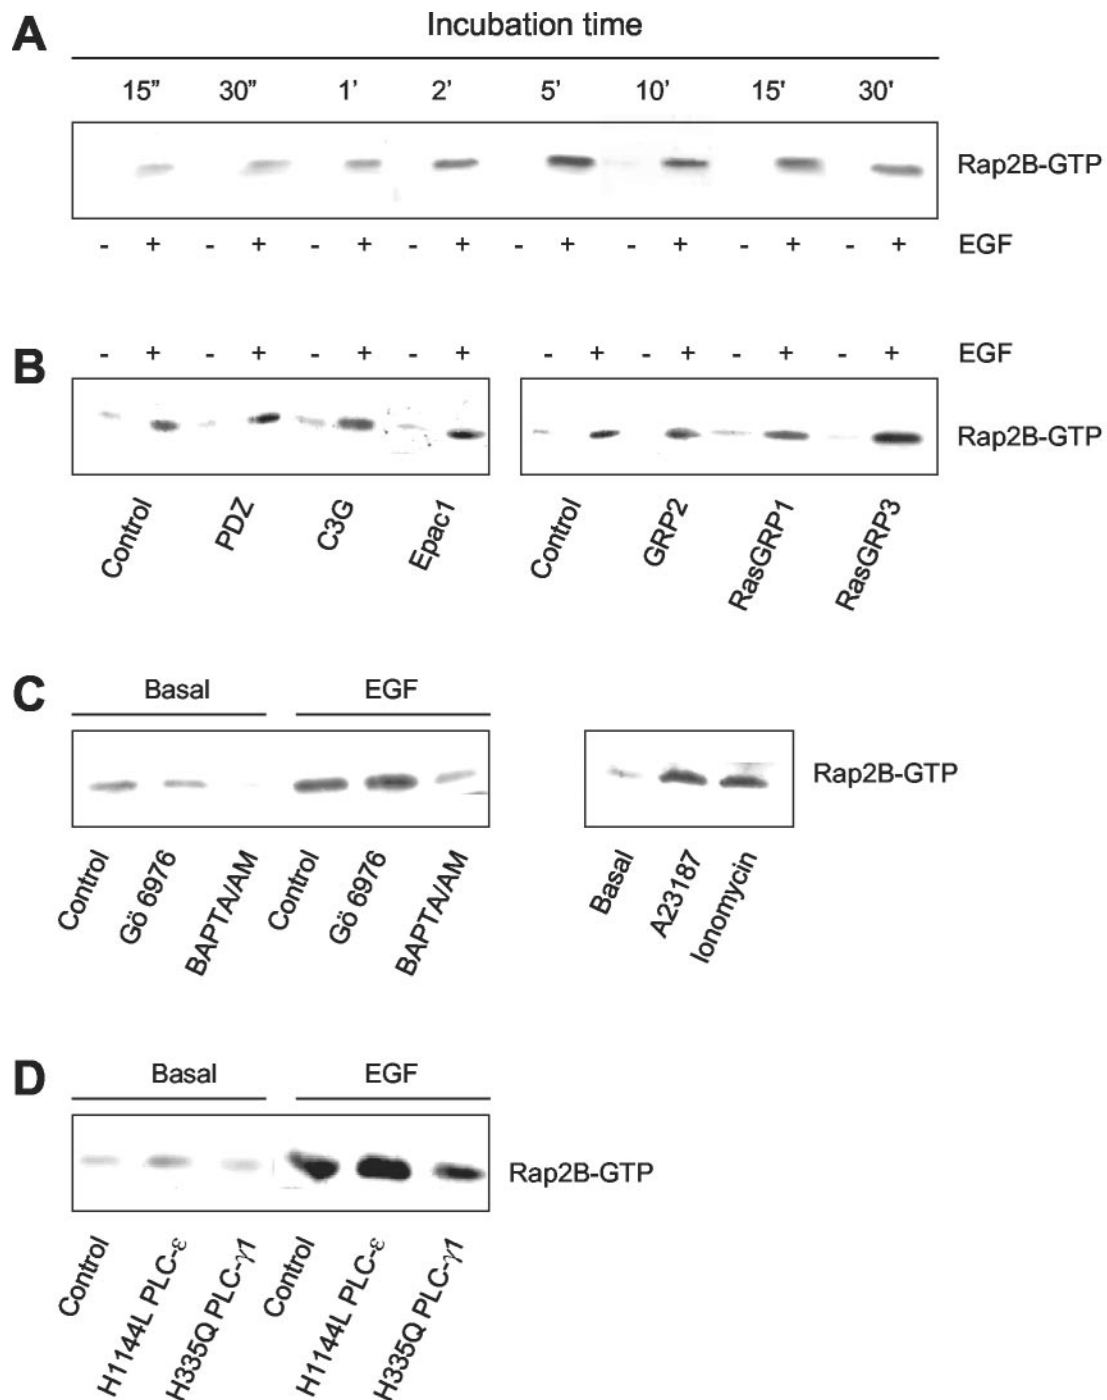 A
Incubation time
15” 30” 1’ 2’ 5’ 10’ 15' 30'
Rap2B-GTP
- + - + - + - + - + - + - + - + EGF
B
- + - + - + - + - + - + - + - + EGF
Rap2B-GTP
Control PDZ C3G Epac1 Control GRP2 RasGRP1 RasGRP3
C
Basal EGF
Rap2B-GTP
Control Gö 6976 BAPTA/AM Control Gö 6976 BAPTA/AM Basal A23187 Ionomycin
D
Basal EGF
Rap2B-GTP
Control H1144L PLC-ε H335Q PLC-γ1 Control H1144L PLC-ε H335Q PLC-γ1